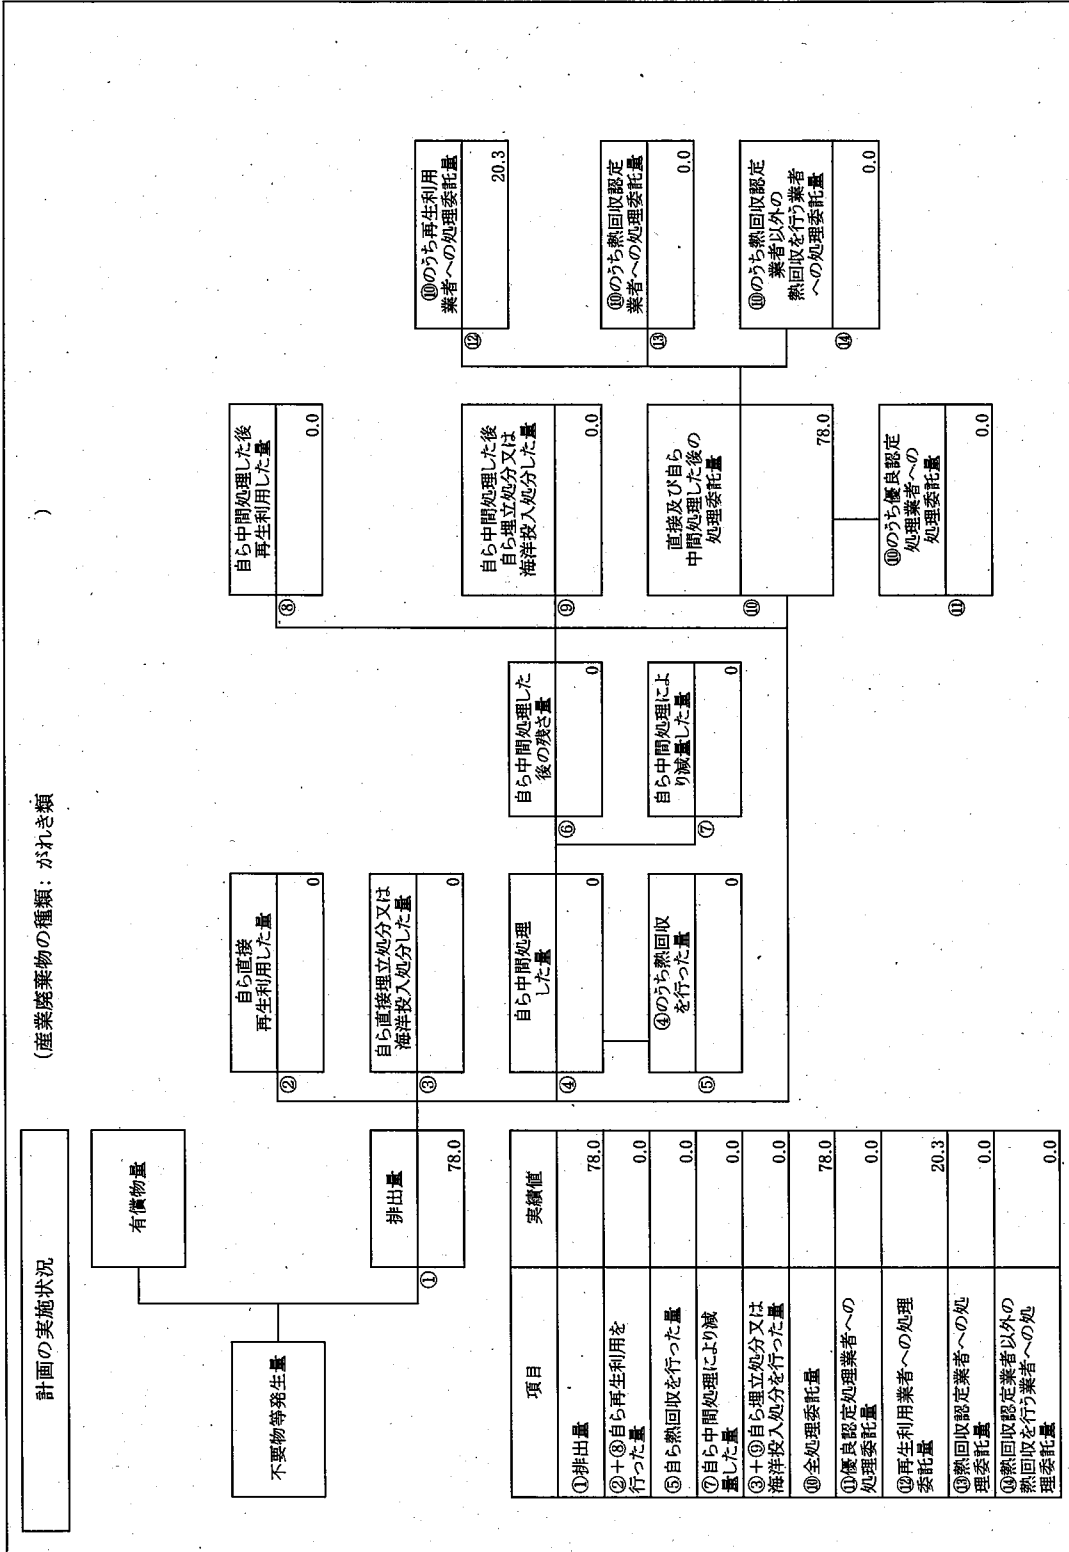 計画の実施状況
(産業廃棄物の種類: がれき類
)
不要物等発生量
有償物量
①
排出量
78.0
②
自ら直接
再生利用した量
0
③
自ら直接埋立処分又は
海洋投入処分した量
0
④
自ら中間処理
した量
0
⑤
④のうち熱回収
を行った量
0
⑥
自ら中間処理した
後の残さ量
0
⑦
自ら中間処理によ
り減量した量
0
⑧
自ら中間処理した後
再生利用した量
0.0
⑨
自ら中間処理した後
自ら埋立処分又は
海洋投入処分した量
0.0
⑩
直接及び自ら
中間処理した後の
処理委託量
78.0
⑪
⑩のうち優良認定
処理業者への
処理委託量
0.0
⑫
⑩のうち再生利用
業者への処理委託量
20.3
⑬
⑩のうち熱回収認定
業者への処理委託量
0.0
⑭
⑩のうち熱回収認定
業者以外の
熱回収を行う業者
への処理委託量
0.0
項目 実績値
①排出量 78.0
②+⑧自ら再生利用を
行った量 0.0
⑤自ら熱回収を行った量 0.0
⑦自ら中間処理により減
量した量 0.0
③+⑨自ら埋立処分又は
海洋投入処分を行った量 0.0
⑩全処理委託量 78.0
⑪優良認定処理業者への
処理委託量 0.0
⑫再生利用業者への処理
委託量 20.3
⑬熱回収認定業者への処
理委託量 0.0
⑭熱回収認定業者以外の
熱回収を行う業者への処
理委託量 0.0